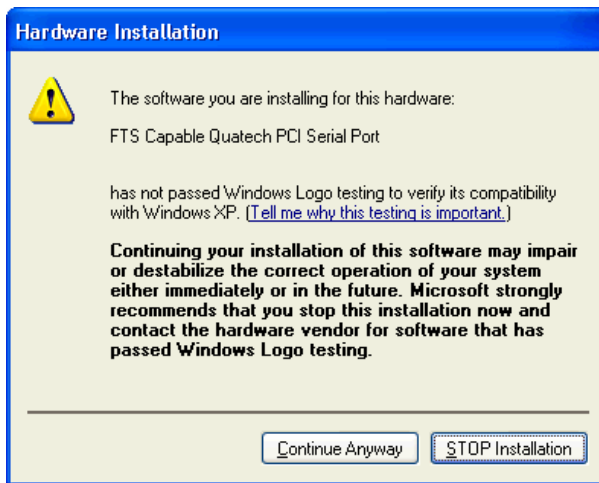 Hardware Installation
The software you are installing for this hardware:
FTS Capable Quatech PCI Serial Port
has not passed Windows Logo testing to verify its compatibility
with Windows XP. (Tell me why this testing is important.)
Continuing your installation of this software may impair
or destabilize the correct operation of your system
either immediately or in the future. Microsoft strongly
recommends that you stop this installation now and
contact the hardware vendor for software that has
passed Windows Logo testing.
Continue Anyway
STOP Installation